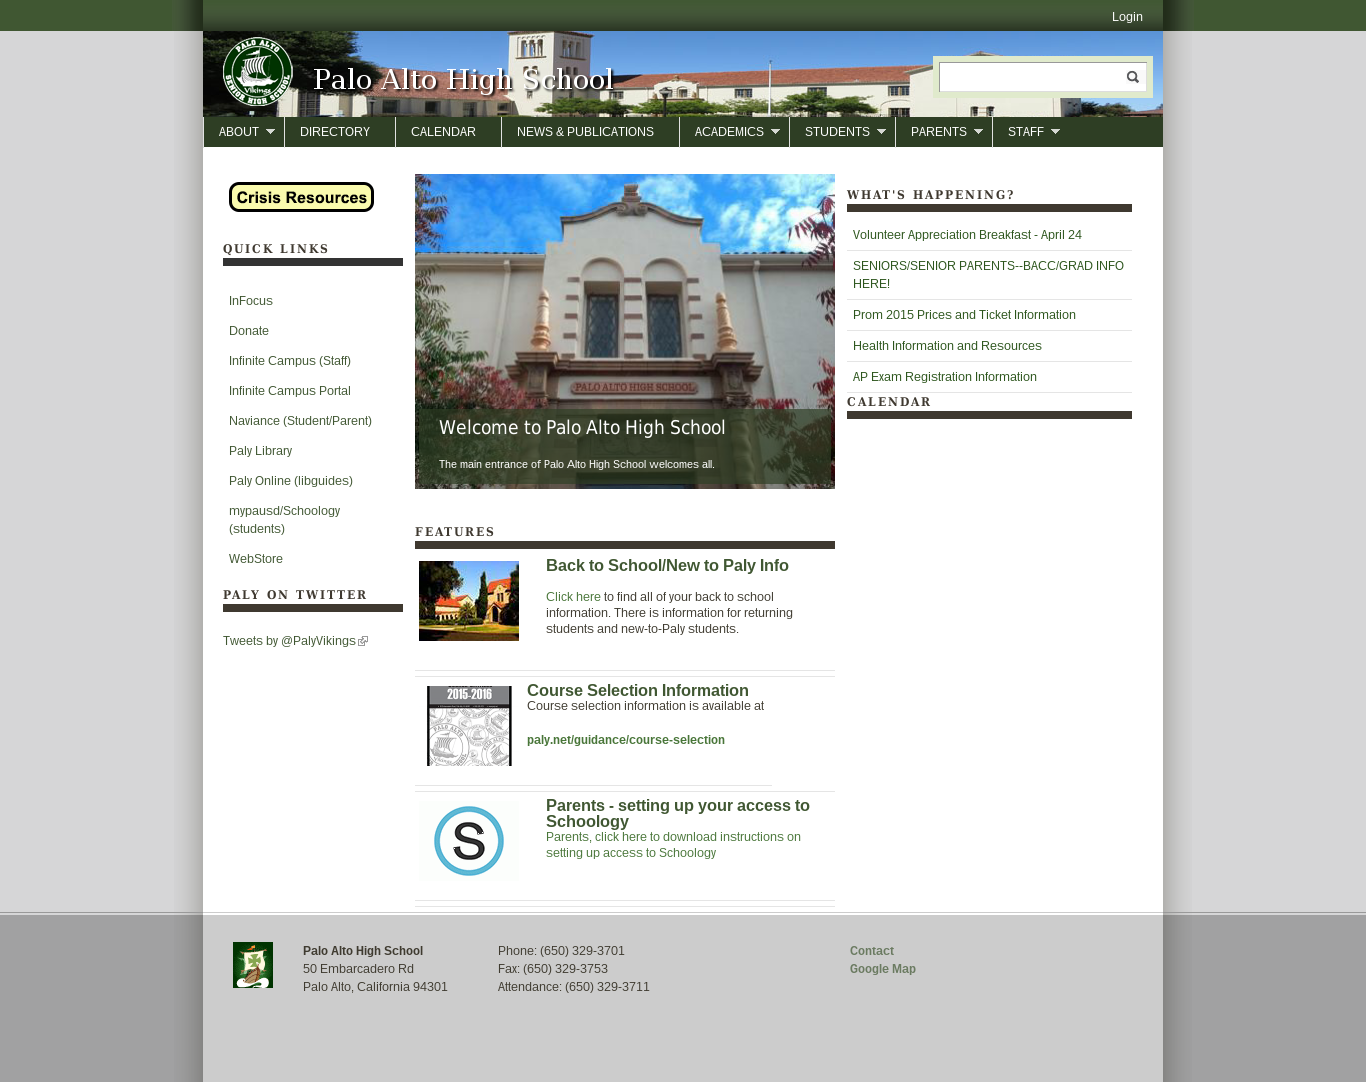 Login
PALO ALTO
Vikings
SENIOR HIGH SCHOOL
Palo Alto High School
ABOUT
DIRECTORY
CALENDAR
NEWS & PUBLICATIONS
ACADEMICS
STUDENTS
PARENTS
STAFF
Crisis Resources
QUICK LINKS
InFocus
Donate
Infinite Campus (Staff)
Infinite Campus Portal
Naviance (Student/Parent)
Paly Library
Paly Online (libguides)
mypausd/Schoology
(students)
WebStore
PALY ON TWITTER
Tweets by @PalyVikings
PALO ALTO HIGH SCHOOL
Welcome to Palo Alto High School
The main entrance of Palo Alto High School welcomes all.
FEATURES
Back to School/New to Paly Info
Click here to find all of your back to school
information. There is information for returning
students and new-to-Paly students.
2015-2016
Course Selection Information
Course selection information is available at
paly.net/guidance/course-selection
S
Parents - setting up your access to
Schoology
Parents, click here to download instructions on
setting up access to Schoology
WHAT'S HAPPENING?
Volunteer Appreciation Breakfast - April 24
SENIORS/SENIOR PARENTS--BACC/GRAD INFO
HERE!
Prom 2015 Prices and Ticket Information
Health Information and Resources
AP Exam Registration Information
CALENDAR
Palo Alto High School
50 Embarcadero Rd
Palo Alto, California 94301
Phone: (650) 329-3701
Fax: (650) 329-3753
Attendance: (650) 329-3711
Contact
Google Map